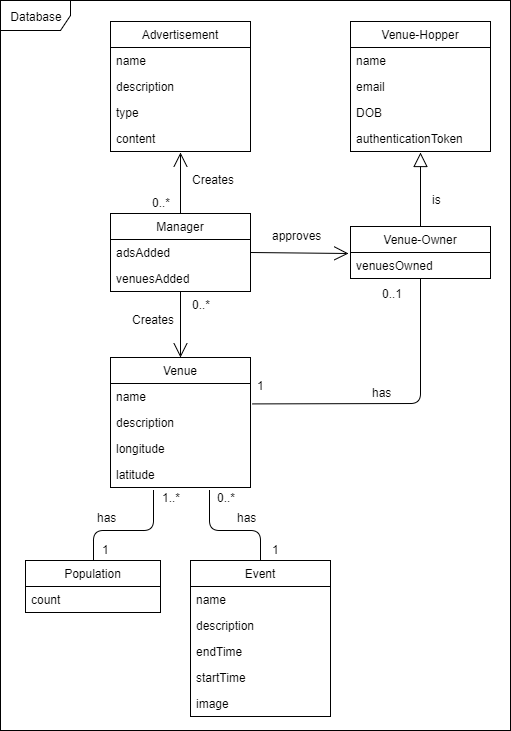 Database
Advertisement
name
description
type
content
Venue-Hopper
name
email
DOB
authenticationToken
Creates
0..*
is
Manager
adsAdded
venuesAdded
approves
Venue-Owner
venuesOwned
0..*
0..1
Creates
Venue
name
description
longitude
latitude
1
has
1..*
0..*
has
has
1
1
Population
count
Event
name
description
endTime
startTime
image